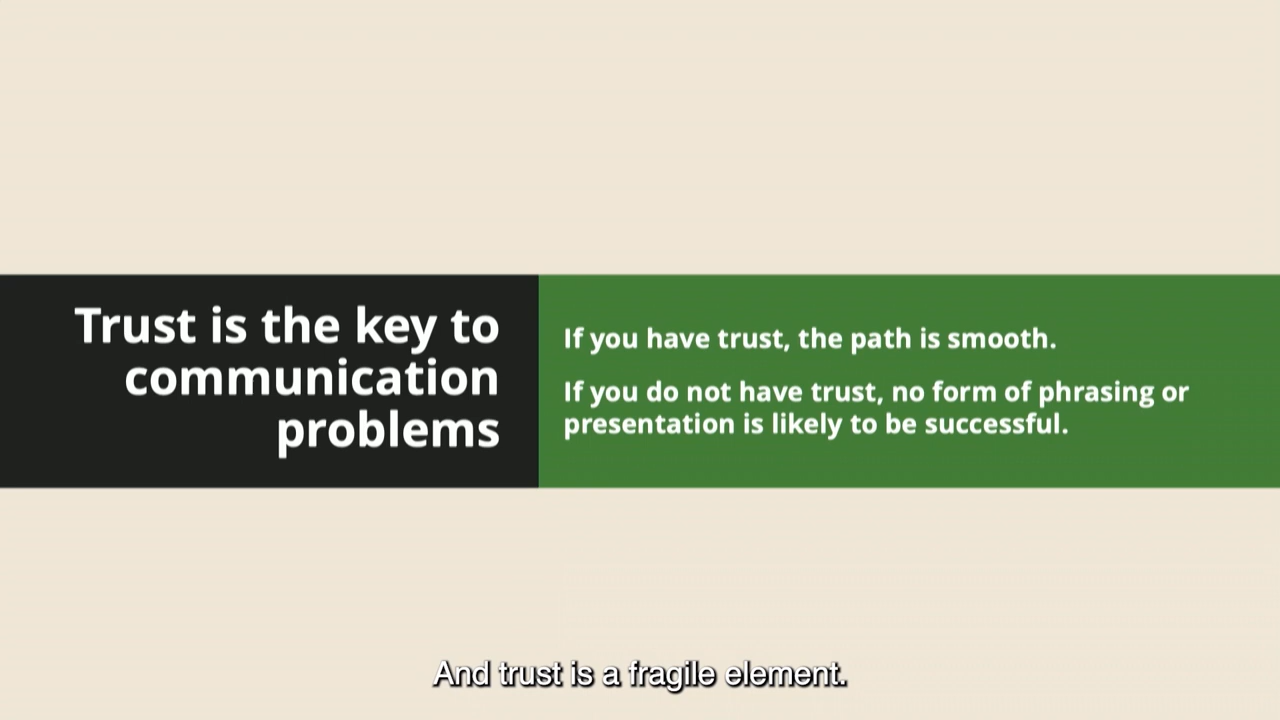 Trust is the key to
communication
problems
If you have trust, the path is smooth.
If you do not have trust, no form of phrasing or
presentation is likely to be successful.
And trust is a fragile element.